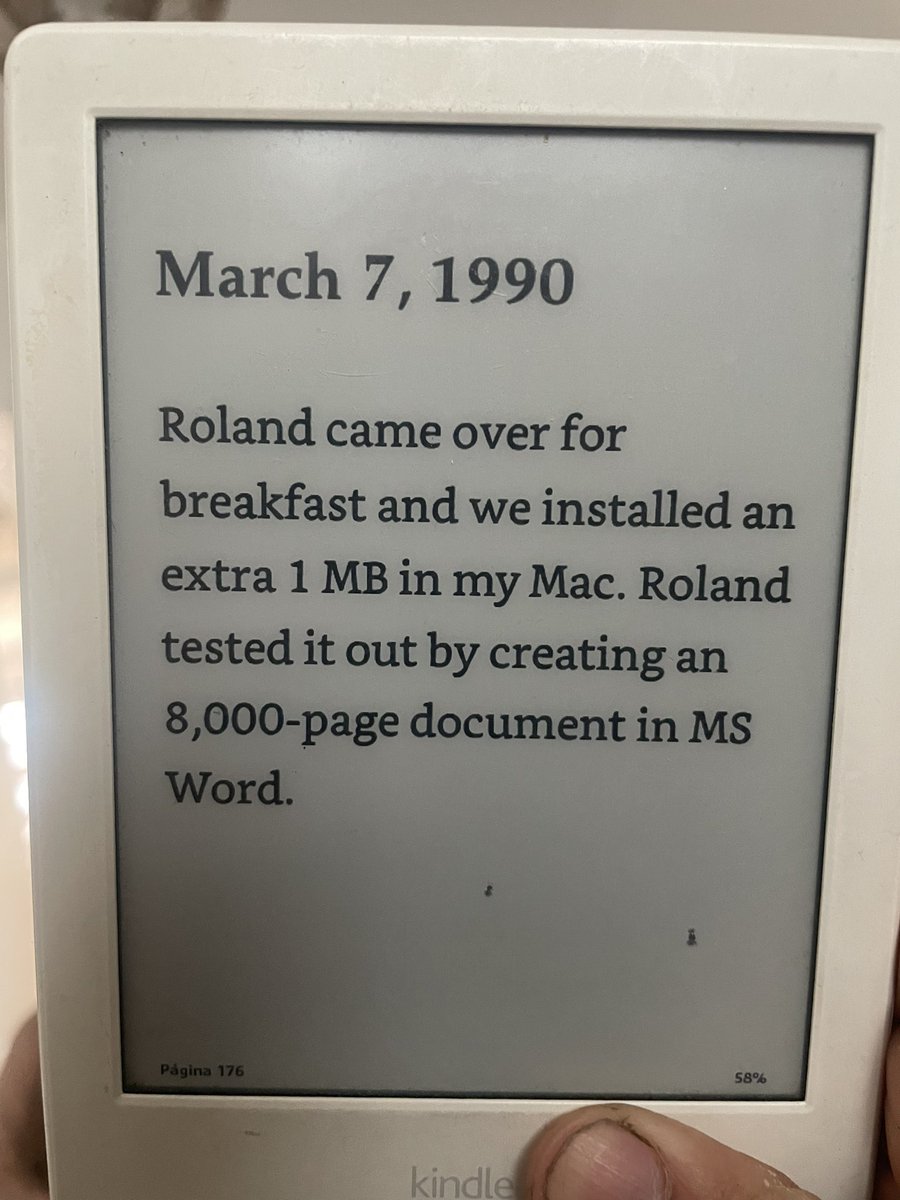 March 7, 1990
Roland came over for
breakfast and we installed an
extra 1 MB in my Mac. Roland
tested it out by creating an
8,000-page document in MS
Word.
Página 176
58%
kindle